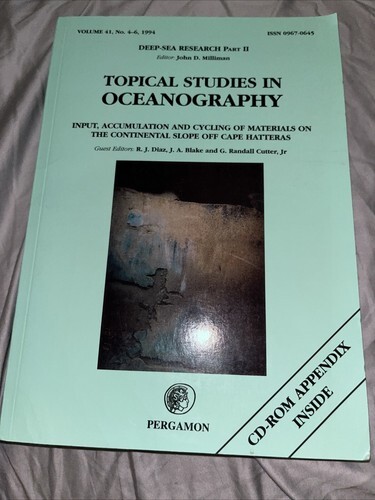 VOLUME 41, No. 4–6, 1994
ISSN 0967-0645
DEEP-SEA RESEARCH PART II
Editor: John D. Milliman
TOPICAL STUDIES IN
OCEANOGRAPHY
INPUT, ACCUMULATION AND CYCLING OF MATERIALS ON
THE CONTINENTAL SLOPE OFF CAPE HATTERAS
Guest Editors: R. J. Diaz, J. A. Blake and G. Randall Cutter, Jr
CD-ROM APPENDIX
INSIDE
PERGAMON